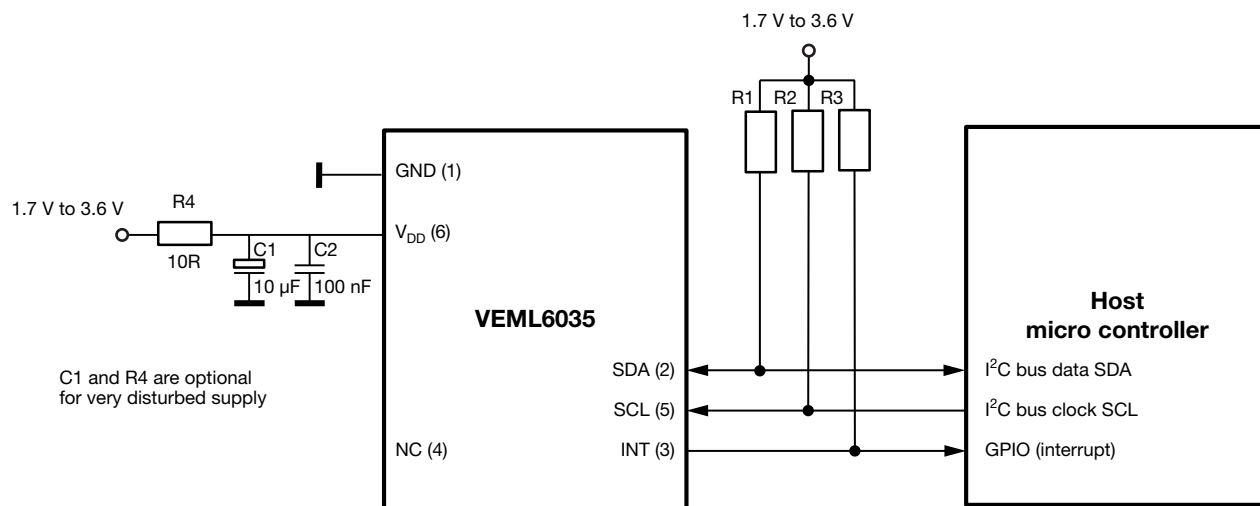 1.7 V to 3.6 V
R1 R2 R3
GND (1)
R4
1.7 V to 3.6 V
V_DD (6)
C1 C2
10R
10 µF 100 nF
VEML6035
Host
micro controller
C1 and R4 are optional
for very disturbed supply
SDA (2)
I²C bus data SDA
SCL (5)
I²C bus clock SCL
NC (4)
INT (3)
GPIO (interrupt)